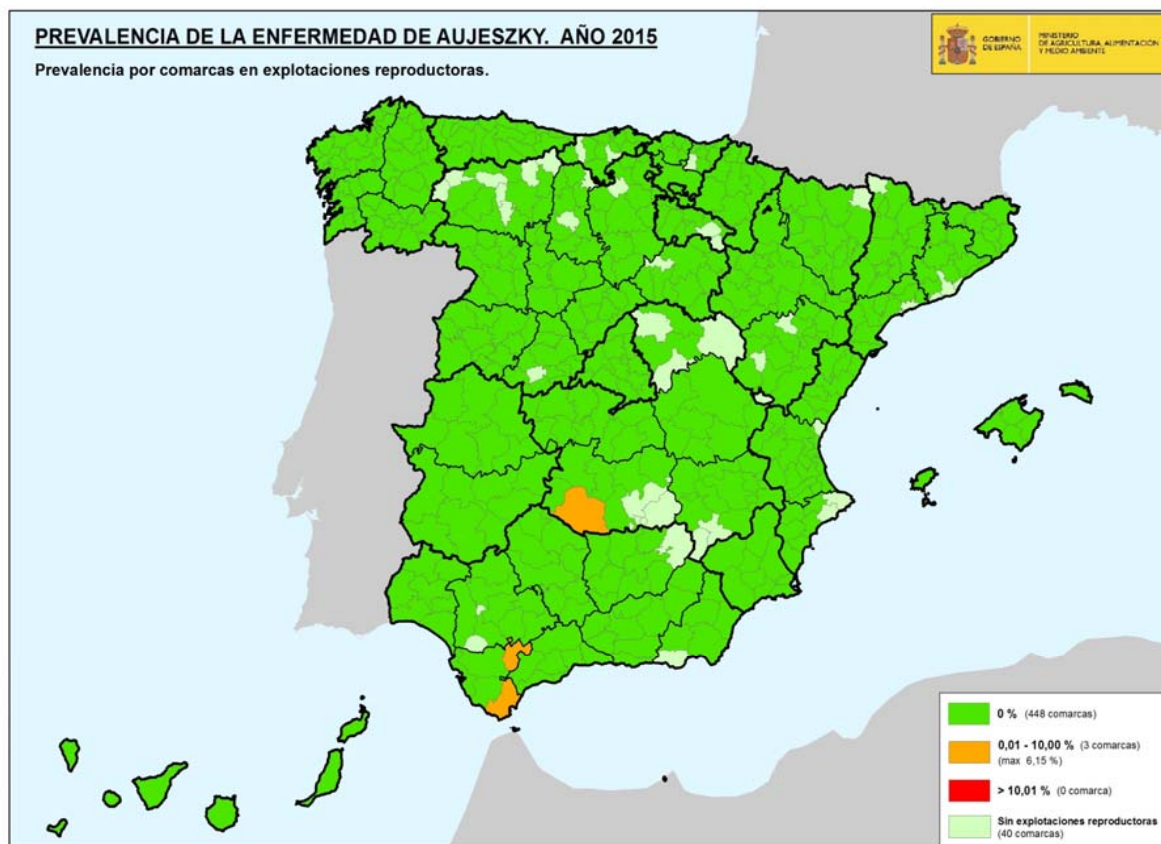 PREVALENCIA DE LA ENFERMEDAD DE AUJESZKY. AÑO 2015
Prevalencia por comarcas en explotaciones reproductoras.
GOBIERNO
DE ESPAÑA
MINISTERIO
DE AGRICULTURA, ALIMENTACIÓN
Y MEDIO AMBIENTE
0 % (448 comarcas)
0,01 - 10,00 % (3 comarcas)
(max 6,15 %)
> 10,01 % (0 comarca)
Sin explotaciones reproductoras
(40 comarcas)